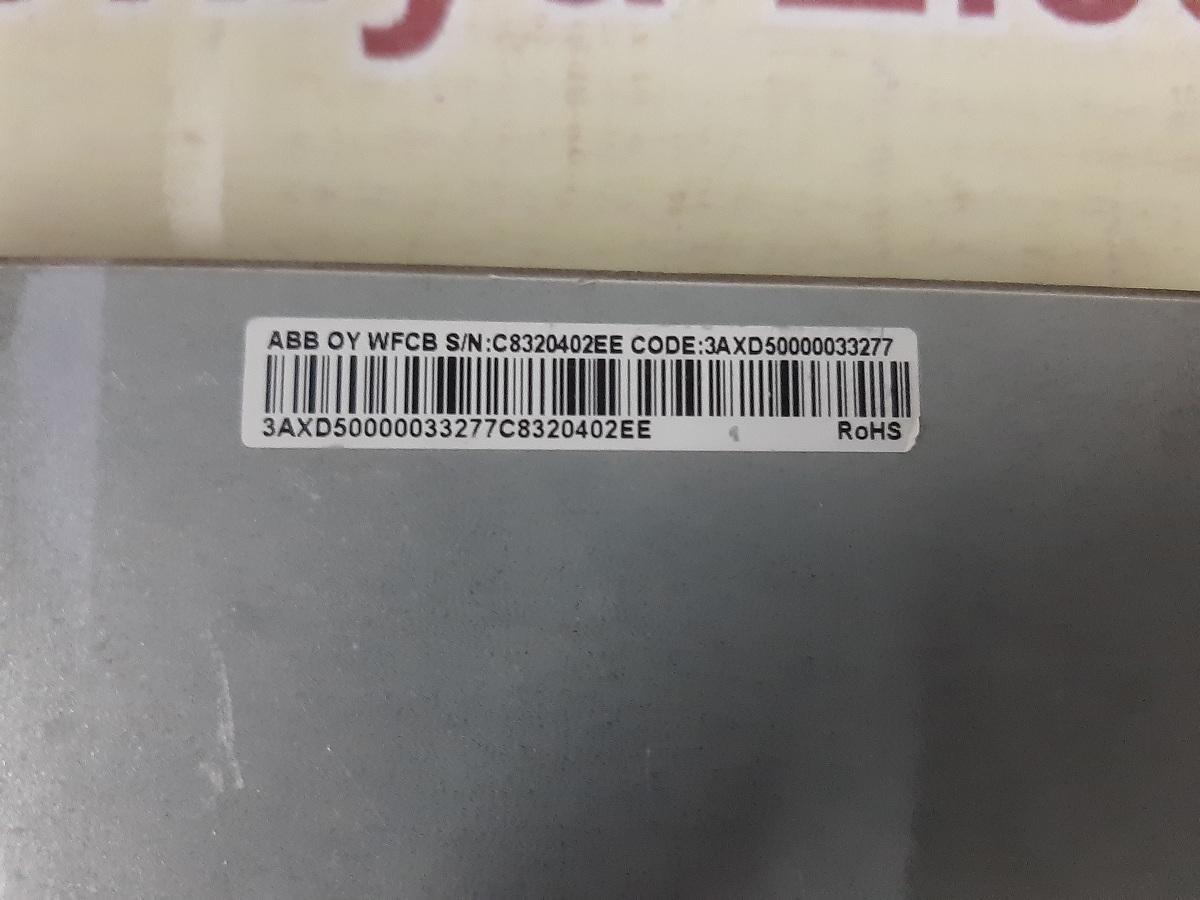 ABB OY WFCB S/N:C8320402EE CODE:3AXD50000033277
3AXD50000033277C8320402EE
RoHS